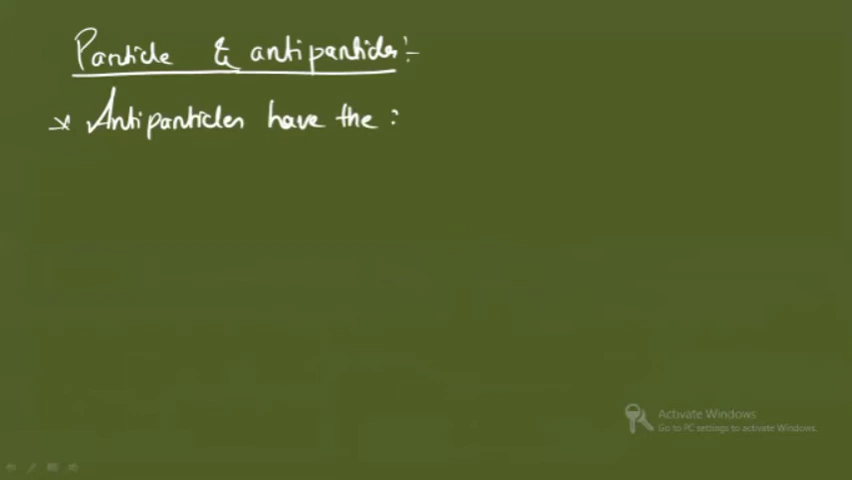 Particle & antiparticles :-
* Antiparticles have the :
Activate Windows
Go to PC settings to activate Windows.